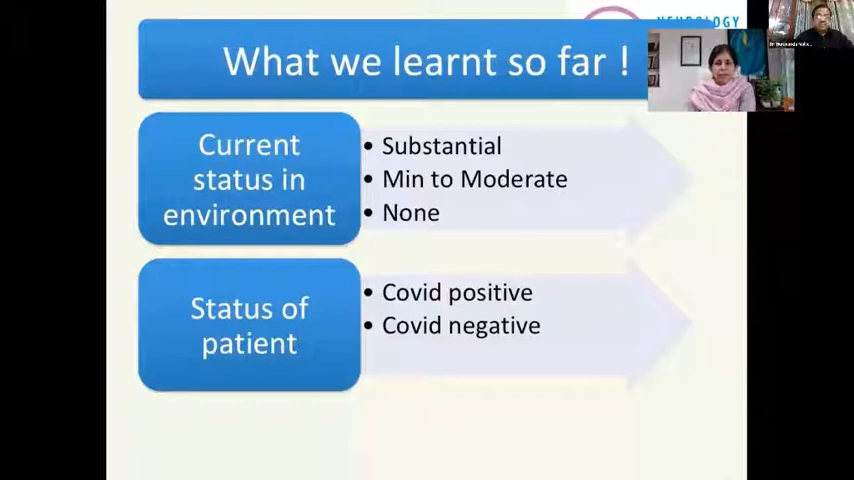 NEUROLOGY
What we learnt so far !
Current
status in
environment
• Substantial
• Min to Moderate
• None
Status of
patient
• Covid positive
• Covid negative